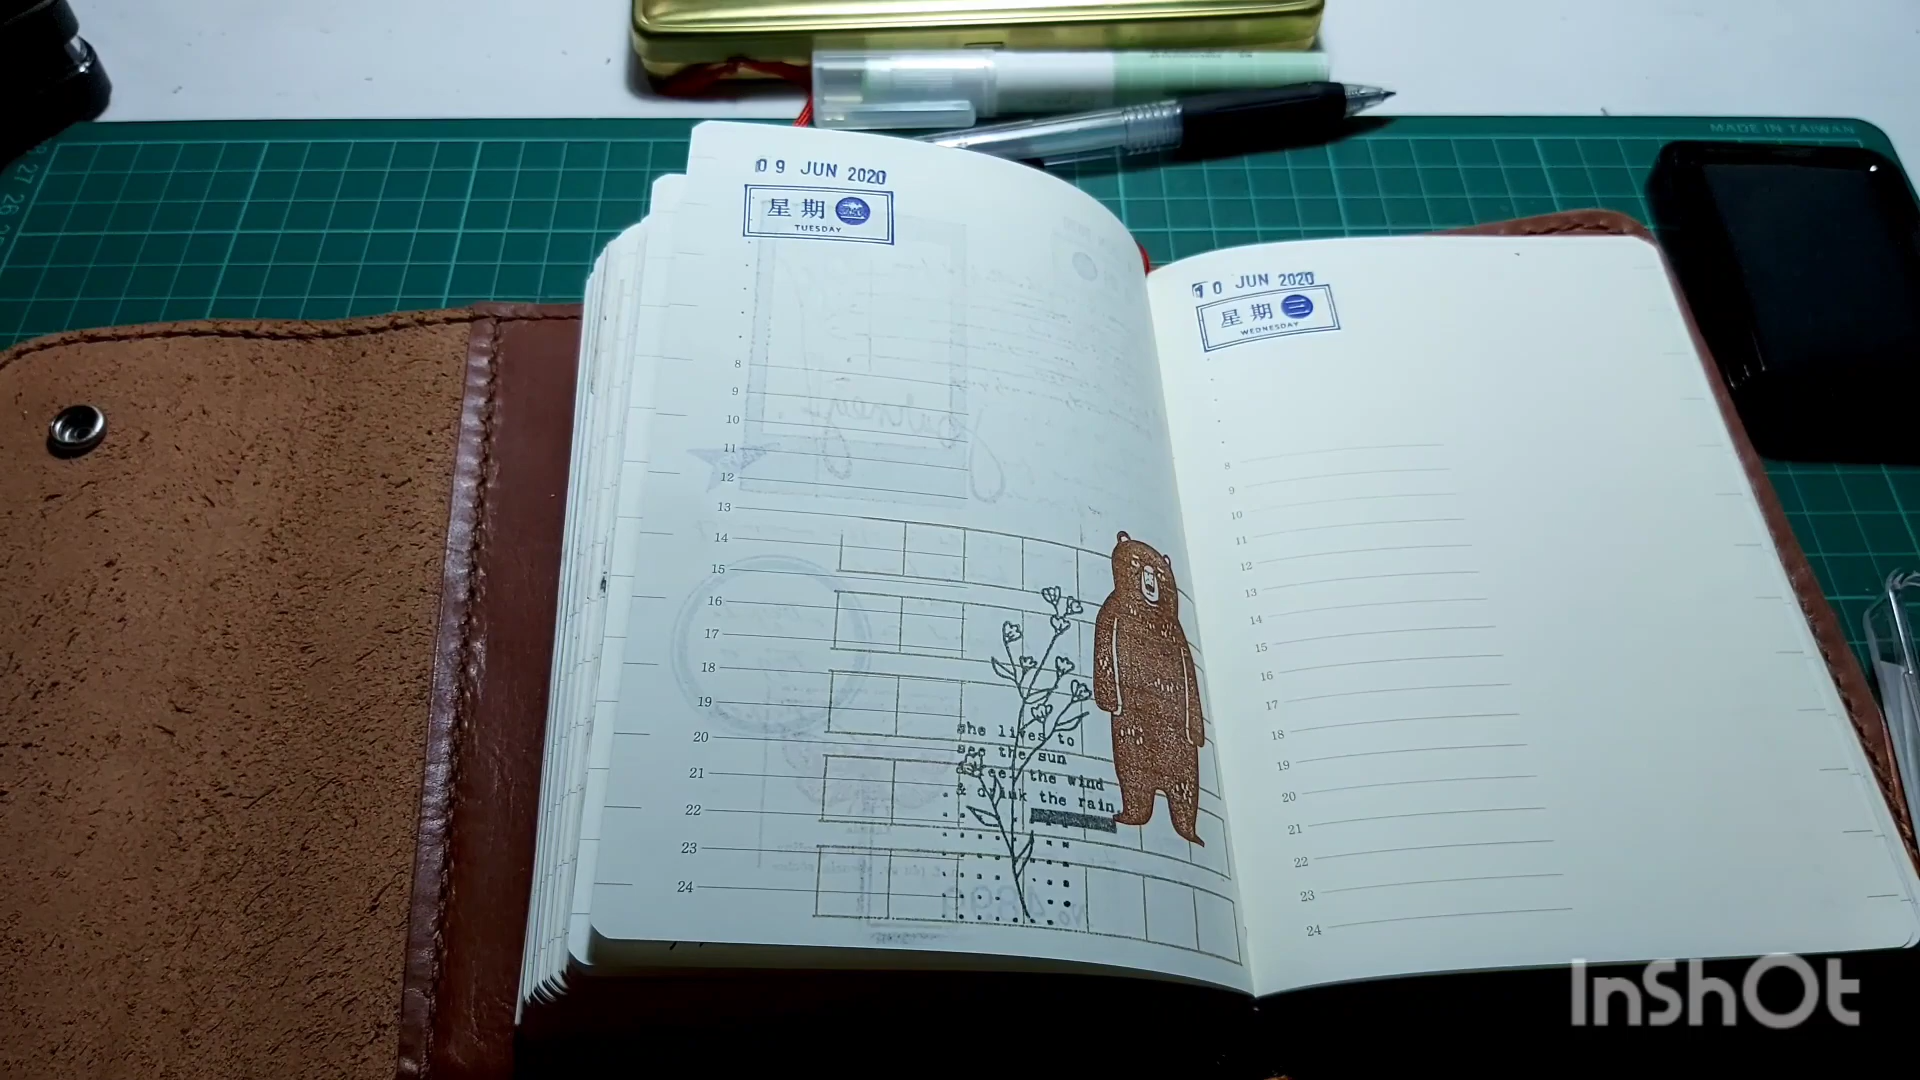 MADE IN TAIWAN
09 JUN 2020
星期二
TUESDAY
8
9
10
11
12
13
14
15
16
17
18
19
20
21
22
23
24
she lives to
see the sun
& feel the wind
& drink the rain
10 JUN 2020
星期三
WEDNESDAY
8
9
10
11
12
13
14
15
16
17
18
19
20
21
22
23
24
InShOt